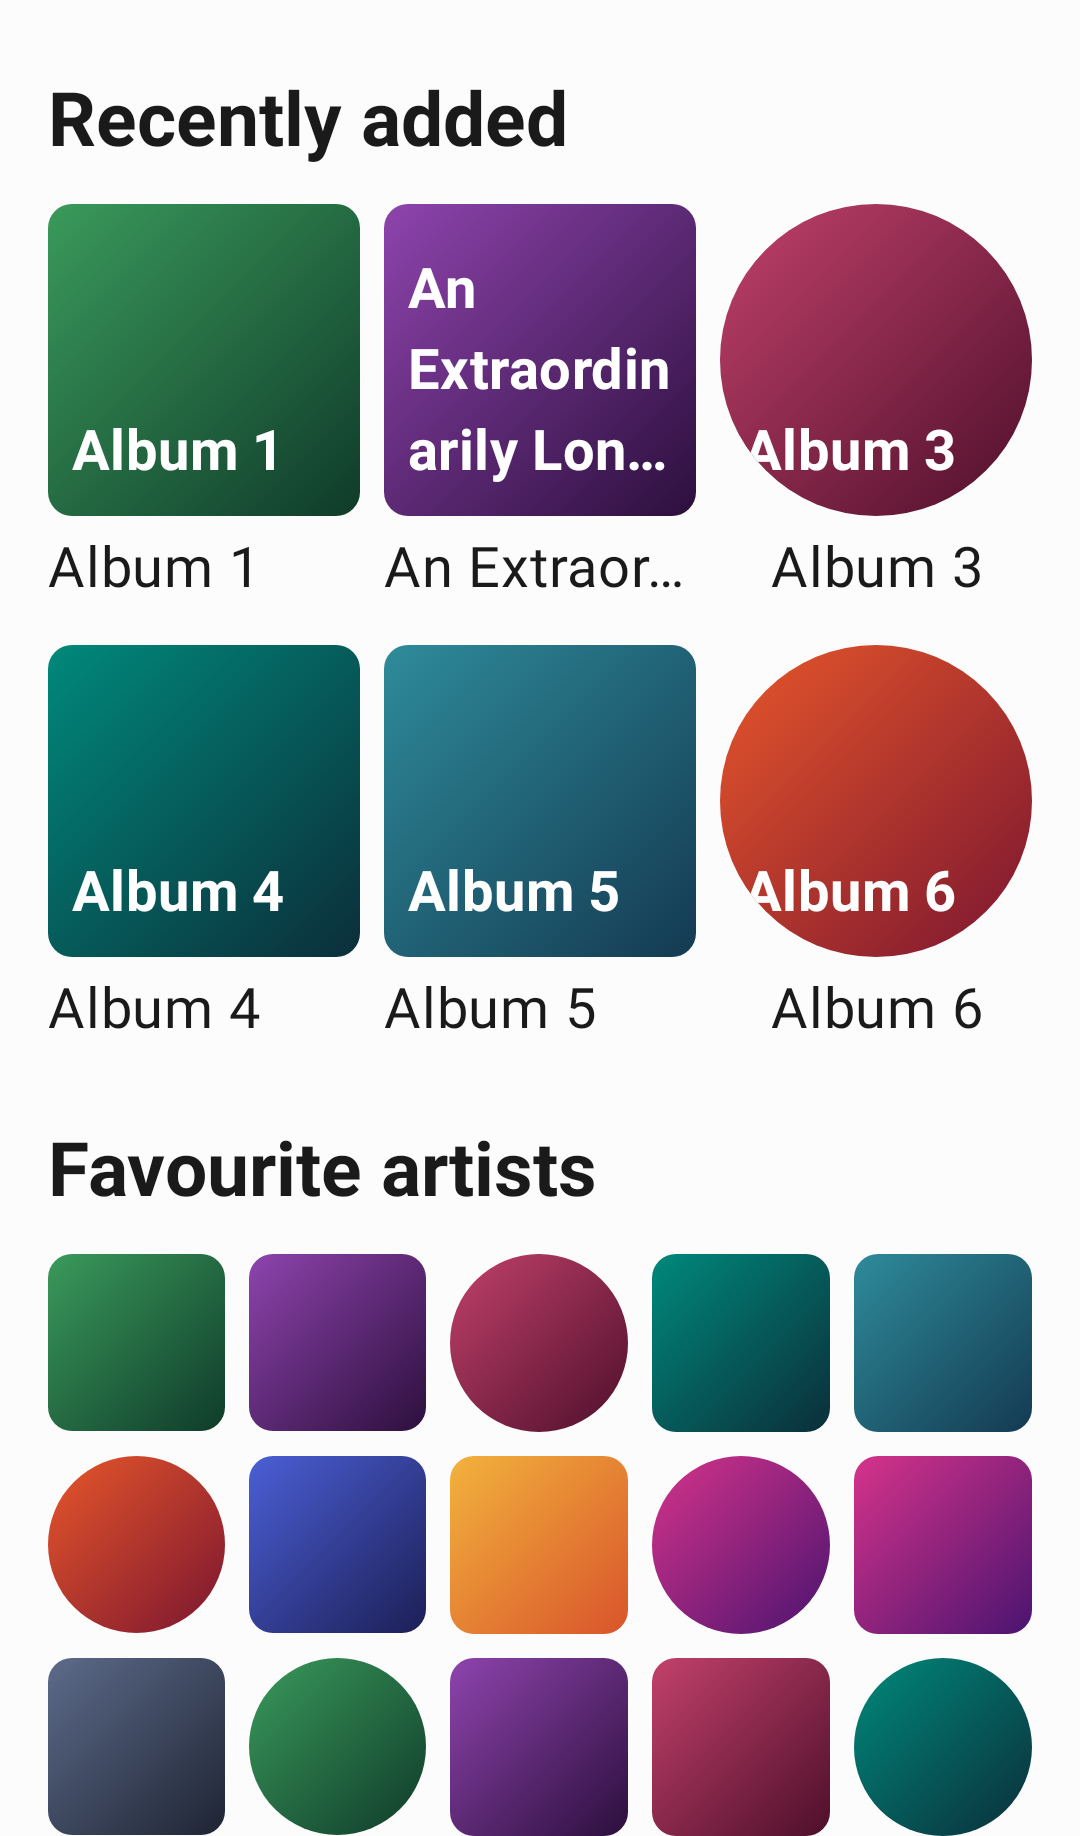 Recently added
Album 1
An
Extraordin
arily Lon…
Album 3
Album 1
An Extraor…
Album 3
Album 4
Album 5
Album 6
Album 4
Album 5
Album 6
Favourite artists